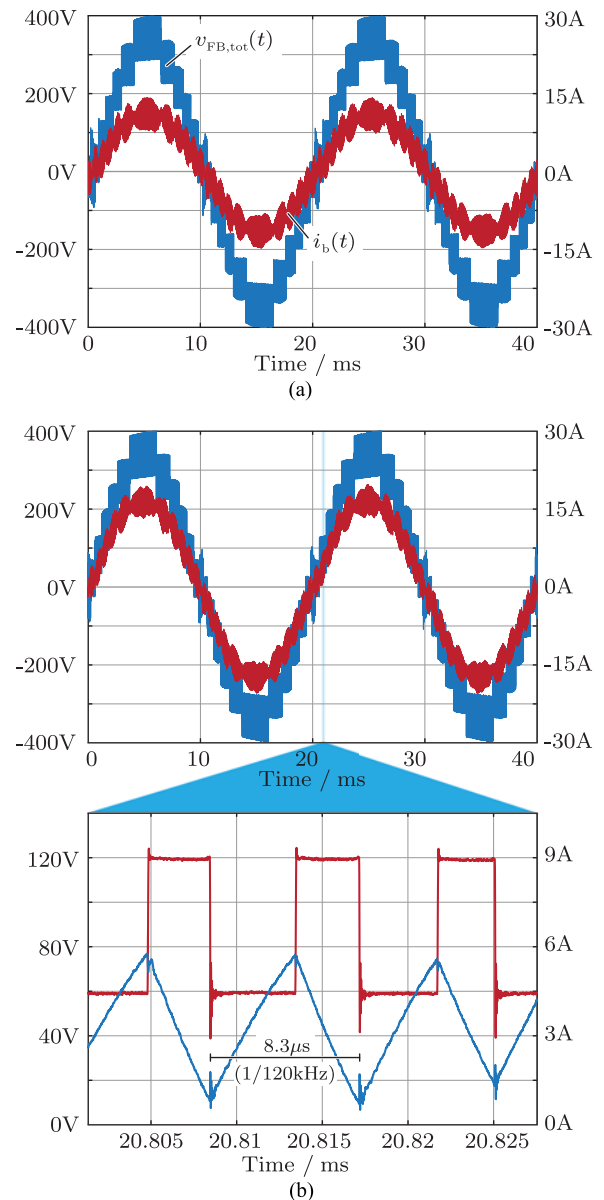 400V
30A
v_FB,tot(t)
200V
15A
0V
0A
i_b(t)
-200V
-15A
-400V
-30A
0
10
20
30
40
Time / ms
(a)
400V
30A
200V
15A
0V
0A
-200V
-15A
-400V
-30A
0
10
20
30
40
Time / ms
120V
9A
80V
6A
40V
3A
8.3μs
(1/120kHz)
0V
0A
20.805
20.81
20.815
20.82
20.825
Time / ms
(b)